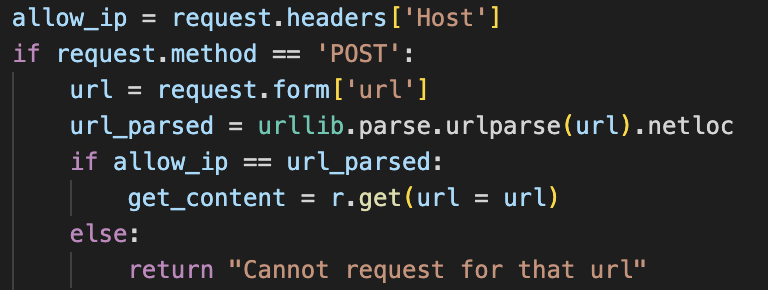 allow_ip = request.headers['Host']
if request.method == 'POST':
    url = request.form['url']
    url_parsed = urllib.parse.urlparse(url).netloc
    if allow_ip == url_parsed:
        get_content = r.get(url = url)
    else:
        return "Cannot request for that url"